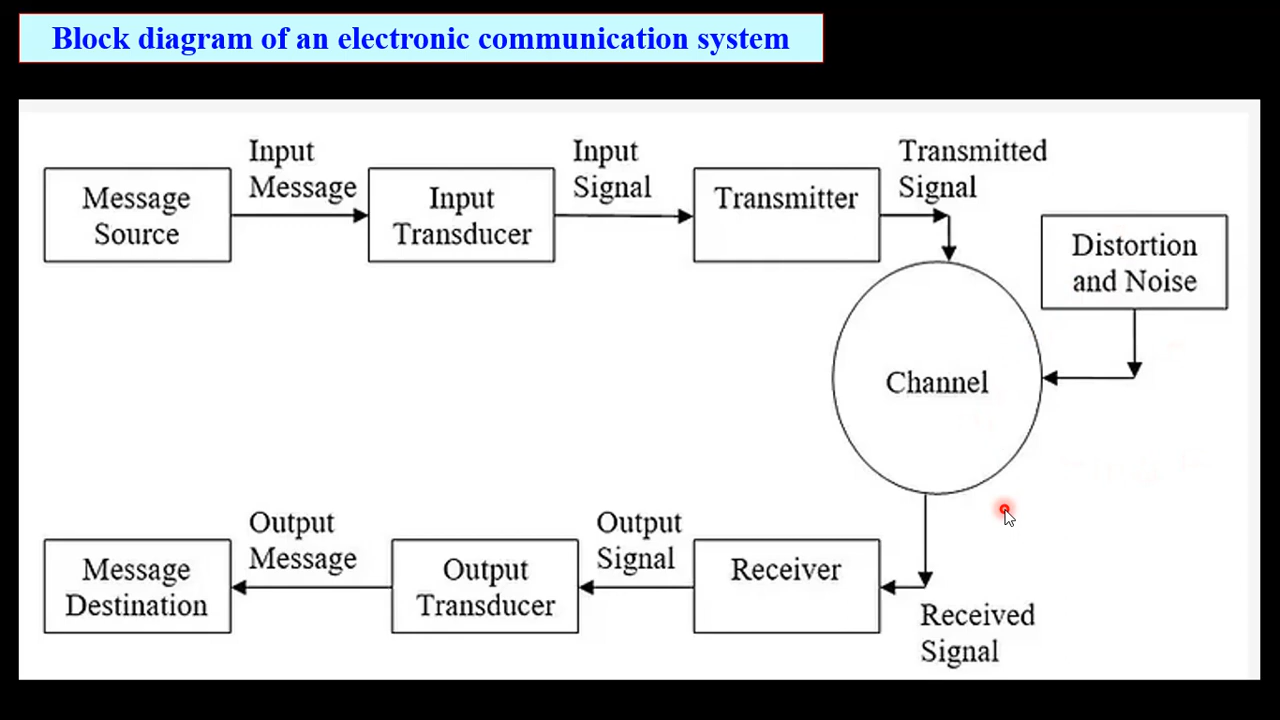 Block diagram of an electronic communication system
Input
Message
Input
Signal
Transmitted
Signal
Message
Source
Input
Transducer
Transmitter
Distortion
and Noise
Channel
Output
Message
Output
Signal
Message
Destination
Output
Transducer
Receiver
Received
Signal